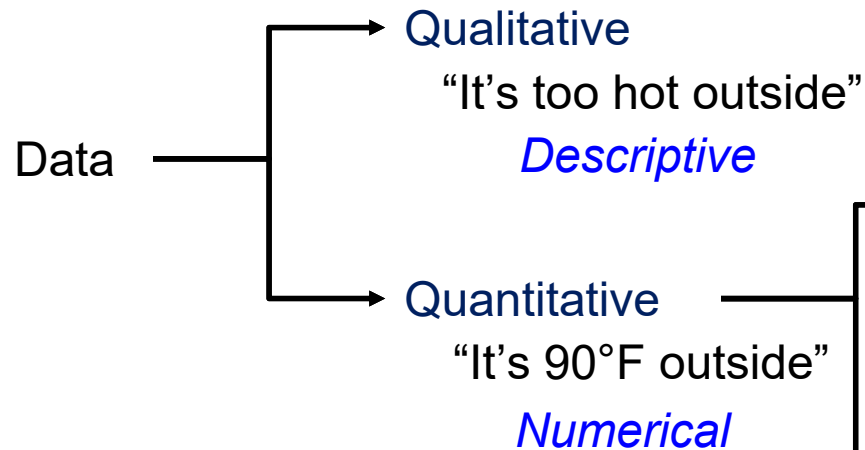 Qualitative
“It’s too hot outside”
Descriptive
Data
Quantitative
“It’s 90°F outside”
Numerical